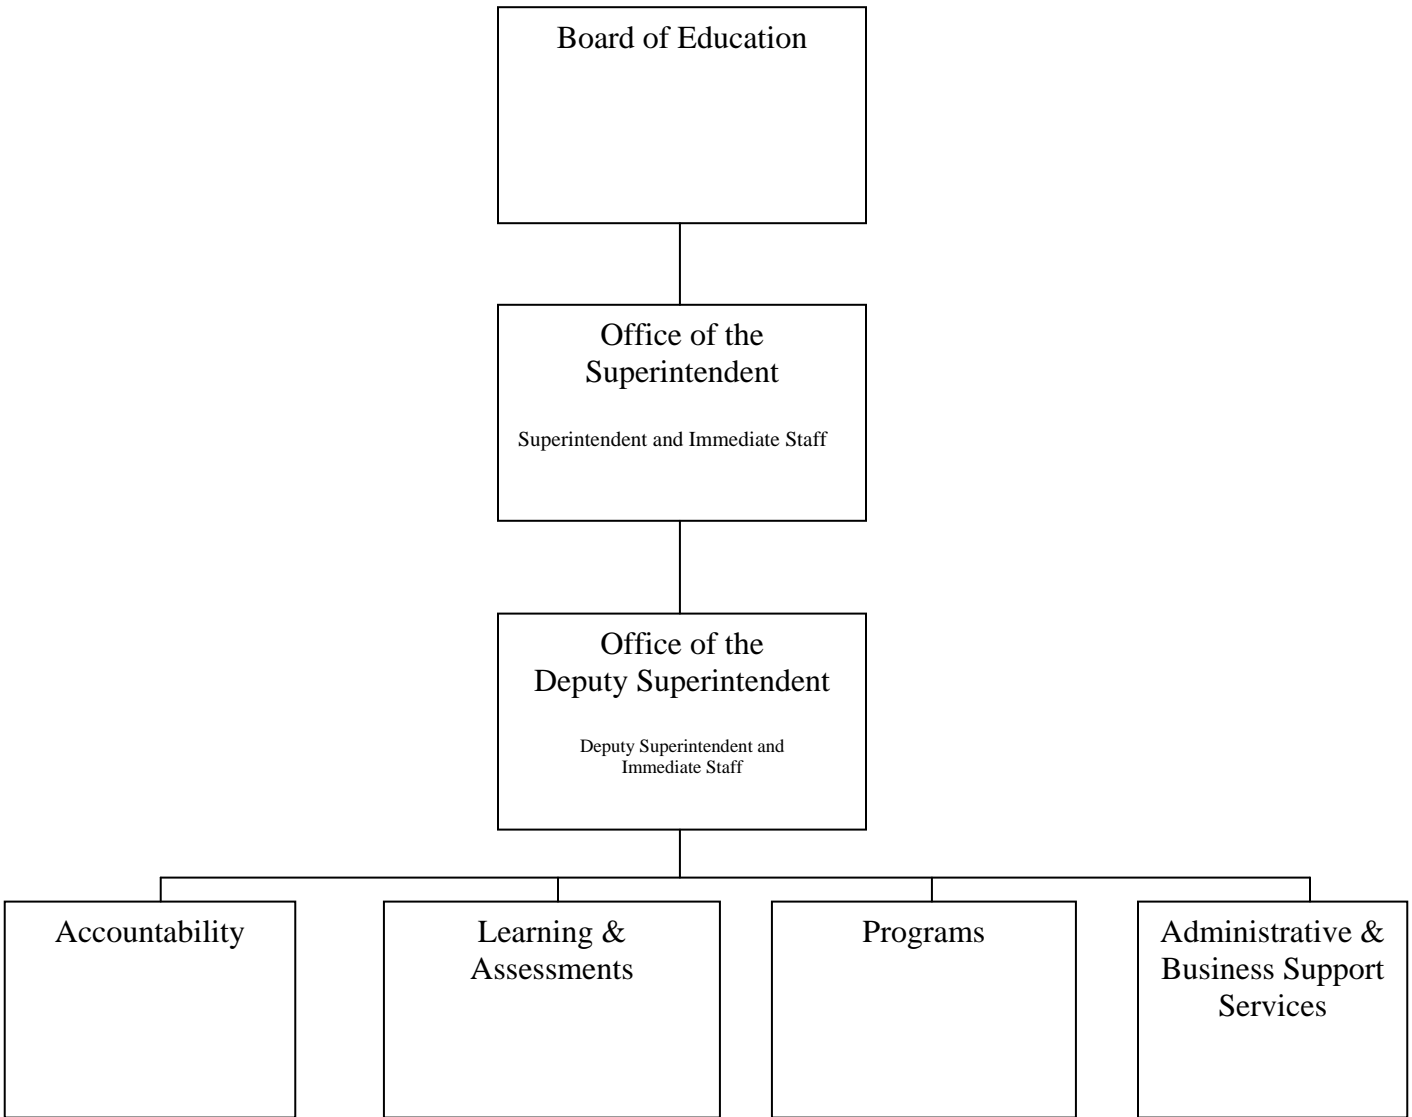 Board of Education
Office of the
Superintendent
Superintendent and Immediate Staff
Office of the
Deputy Superintendent
Deputy Superintendent and
Immediate Staff
Accountability
Learning &
Assessments
Programs
Administrative &
Business Support
Services